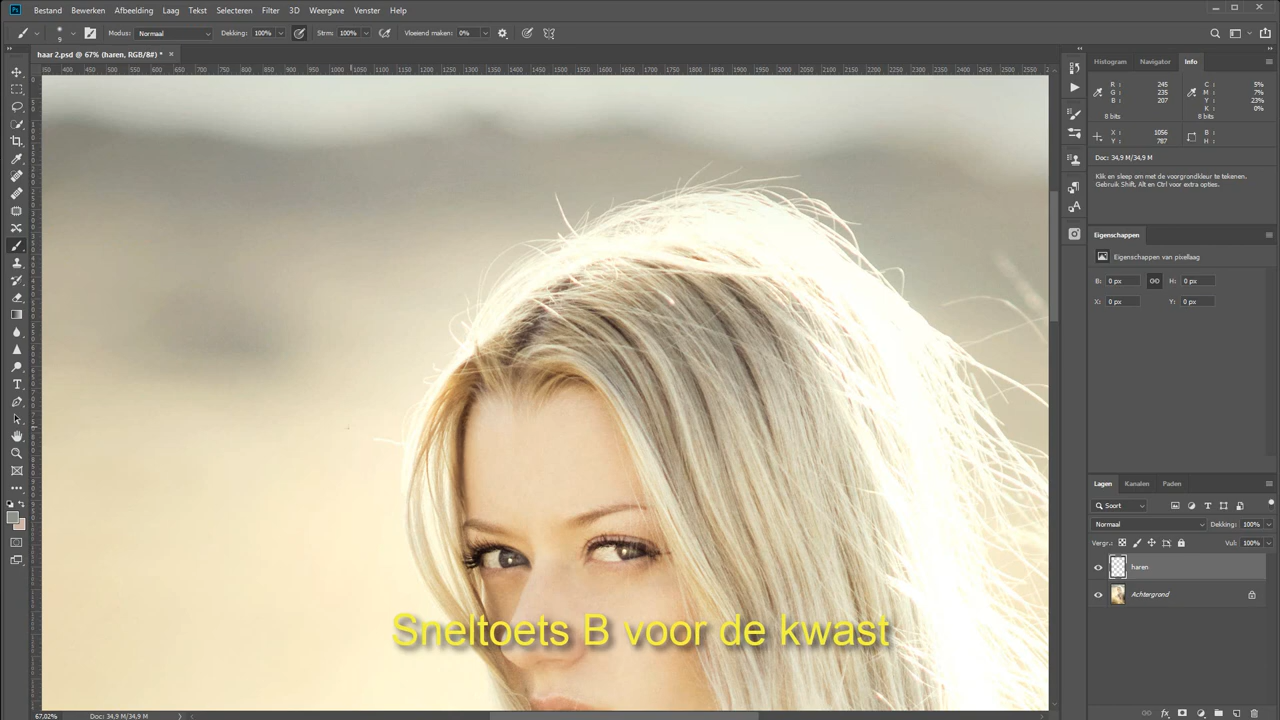 Ps Bestand Bewerken Afbeelding Laag Tekst Selecteren Filter 3D Weergave Venster Help
9 Modus: Normaal Dekking: 100% Strm: 100% Vloeiend maken: 0%
haar 2.psd @ 67% (haren, RGB/8#) * ×
Histogram Navigator Info
R : 245 C : 5%
G : 235 M : 7%
B : 207 Y : 23%
K : 0%
8 bits 8 bits
X : 1056 B :
Y : 787 H :
Doc: 34,9 M/34,9 M
Klik en sleep om met de voorgrondkleur te tekenen.
Gebruik Shift, Alt en Ctrl voor extra opties.
Eigenschappen
Eigenschappen van pixellaag
B: 0 px H: 0 px
X: 0 px Y: 0 px
Lagen Kanalen Paden
Soort
Normaal Dekking: 100%
Vergr.: Vul: 100%
haren
Achtergrond
Sneltoets B voor de kwast
67,02% Doc: 34,9 M/34,9 M